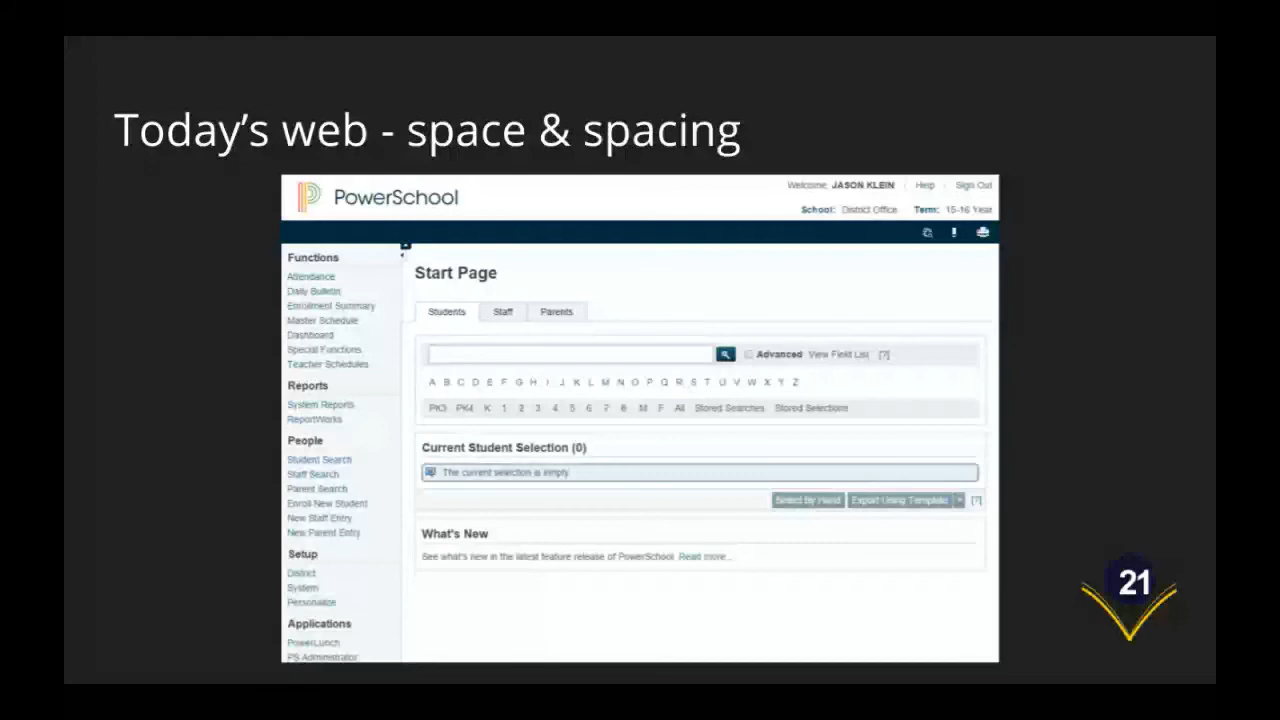 Today's web - space & spacing
PowerSchool
Welcome, JASON KLEIN Help Sign Out
School: District Office Term: 15-16 Year
Functions
Attendance
Daily Bulletin
Enrollment Summary
Master Schedule
Dashboard
Special Functions
Teacher Schedules
Reports
System Reports
ReportWorks
People
Student Search
Staff Search
Parent Search
Enroll New Student
New Staff Entry
New Parent Entry
Setup
District
System
Personalize
Applications
PowerLunch
PS Administrator
Start Page
Students Staff Parents
Advanced View Field List [?]
A B C D E F G H I J K L M N O P Q R S T U V W X Y Z
PK3 PK4 K 1 2 3 4 5 6 7 8 M F All Stored Searches Stored Selections
Current Student Selection (0)
The current selection is empty.
Select By Hand Export Using Template [?]
What's New
See what's new in the latest feature release of PowerSchool. Read more...
21